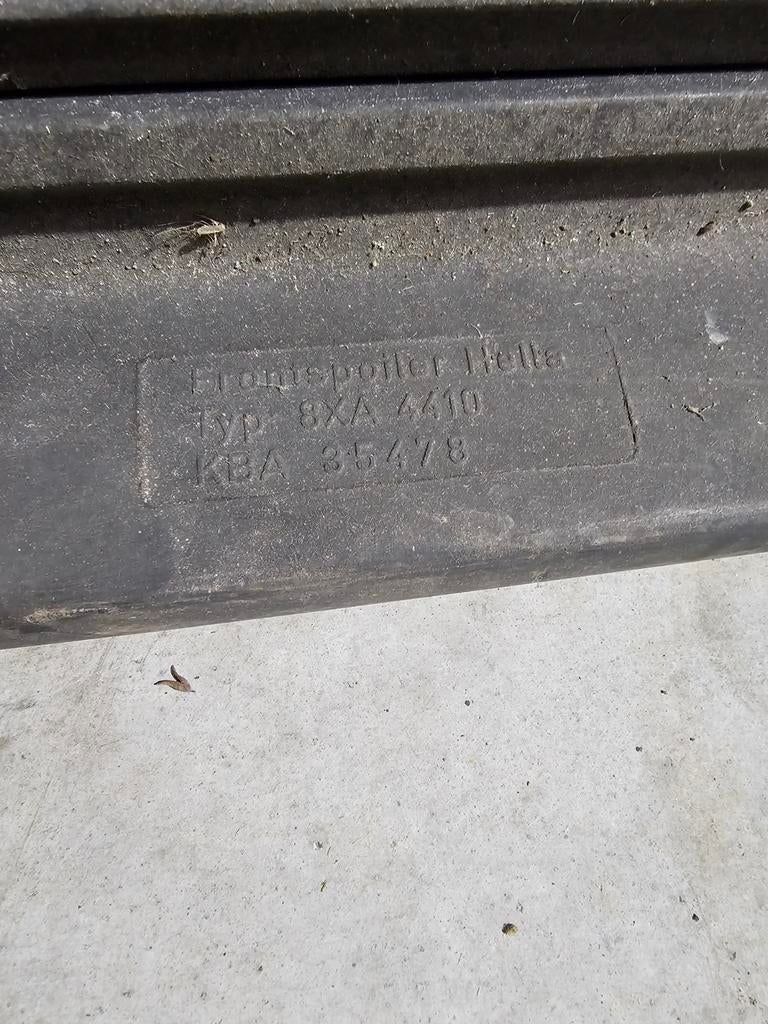 Frontspoiler Hella
Typ 8XA 4410
KBA 35478